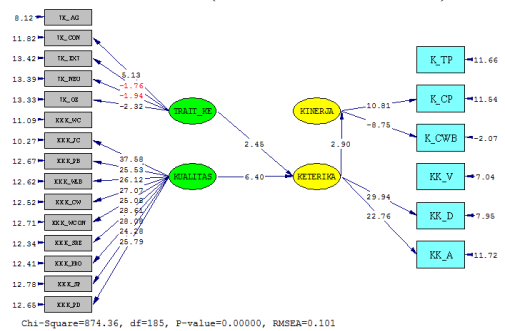 8.12 TK_AG
11.82 TK_CON
13.42 TK_EXT
13.39 TK_NEU
13.33 TK_OE
11.09 KKK_WC
10.27 KKK_JC
12.67 KKK_PB
12.62 KKK_W&B
12.52 KKK_CW
12.71 KKK_WCON
12.34 KKK_SRE
12.41 KKK_PRO
12.78 KKK_SP
12.65 KKK_PD
5.13
-1.76
-1.94
-2.32
TRAIT_KE
37.58
25.53
26.12
27.07
25.05
28.61
28.08
24.28
25.79
KUALITAS
2.45
6.40
KINERJA
2.90
KETERIKA
10.81
-8.75
29.94
22.76
K_TP 11.66
K_CP 11.54
K_CWB -2.07
KK_V 7.04
KK_D 7.95
KK_A 11.72
Chi-Square=874.36, df=185, P-value=0.00000, RMSEA=0.101